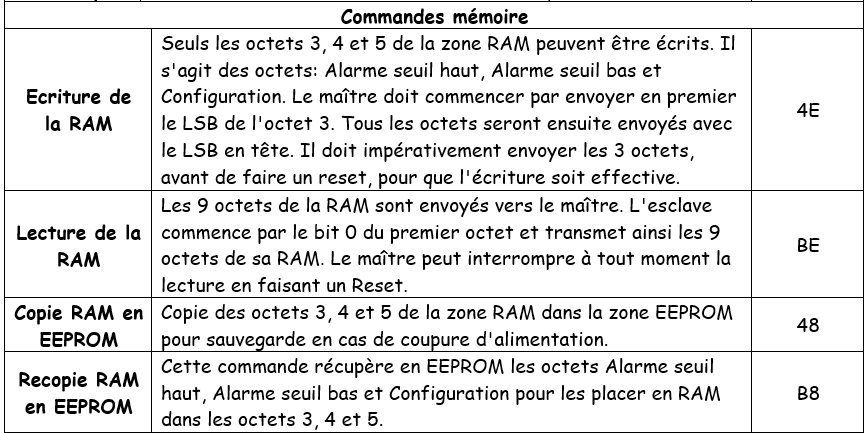 Commandes mémoire
Ecriture de
la RAM
Seuls les octets 3, 4 et 5 de la zone RAM peuvent être écrits. Il
s'agit des octets: Alarme seuil haut, Alarme seuil bas et
Configuration. Le maître doit commencer par envoyer en premier
le LSB de l'octet 3. Tous les octets seront ensuite envoyés avec
le LSB en tête. Il doit impérativement envoyer les 3 octets,
avant de faire un reset, pour que l'écriture soit effective.
4E
Lecture de la
RAM
Les 9 octets de la RAM sont envoyés vers le maître. L'esclave
commence par le bit 0 du premier octet et transmet ainsi les 9
octets de sa RAM. Le maître peut interrompre à tout moment la
lecture en faisant un Reset.
BE
Copie RAM en
EEPROM
Copie des octets 3, 4 et 5 de la zone RAM dans la zone EEPROM
pour sauvegarde en cas de coupure d'alimentation.
48
Recopie RAM
en EEPROM
Cette commande récupère en EEPROM les octets Alarme seuil
haut, Alarme seuil bas et Configuration pour les placer en RAM
dans les octets 3, 4 et 5.
B8